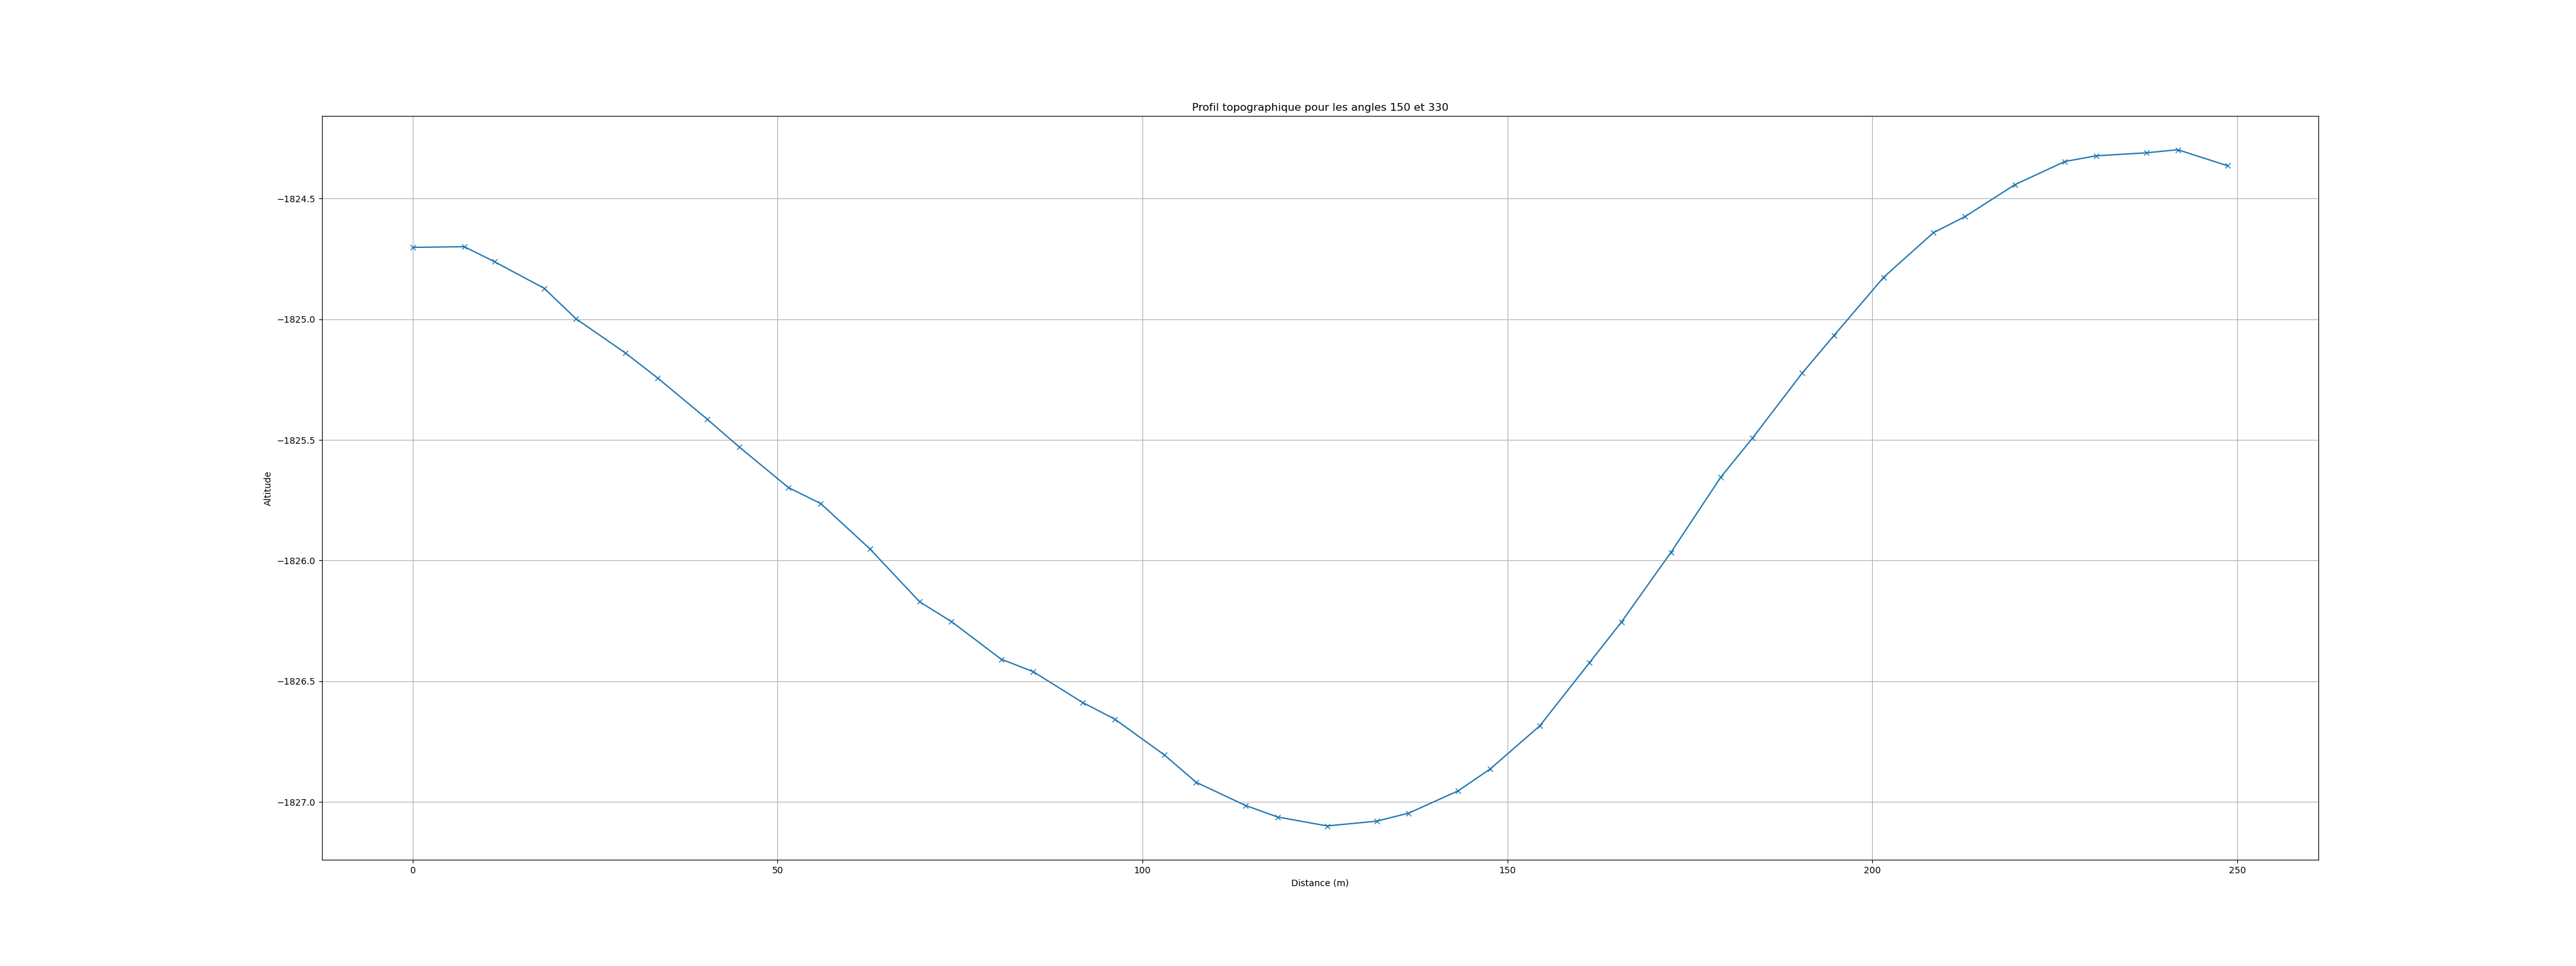 Profil topographique pour les angles 150 et 330
−1824.5
−1825.0
−1825.5
−1826.0
−1826.5
−1827.0
Altitude
0 50 100 150 200 250
Distance (m)